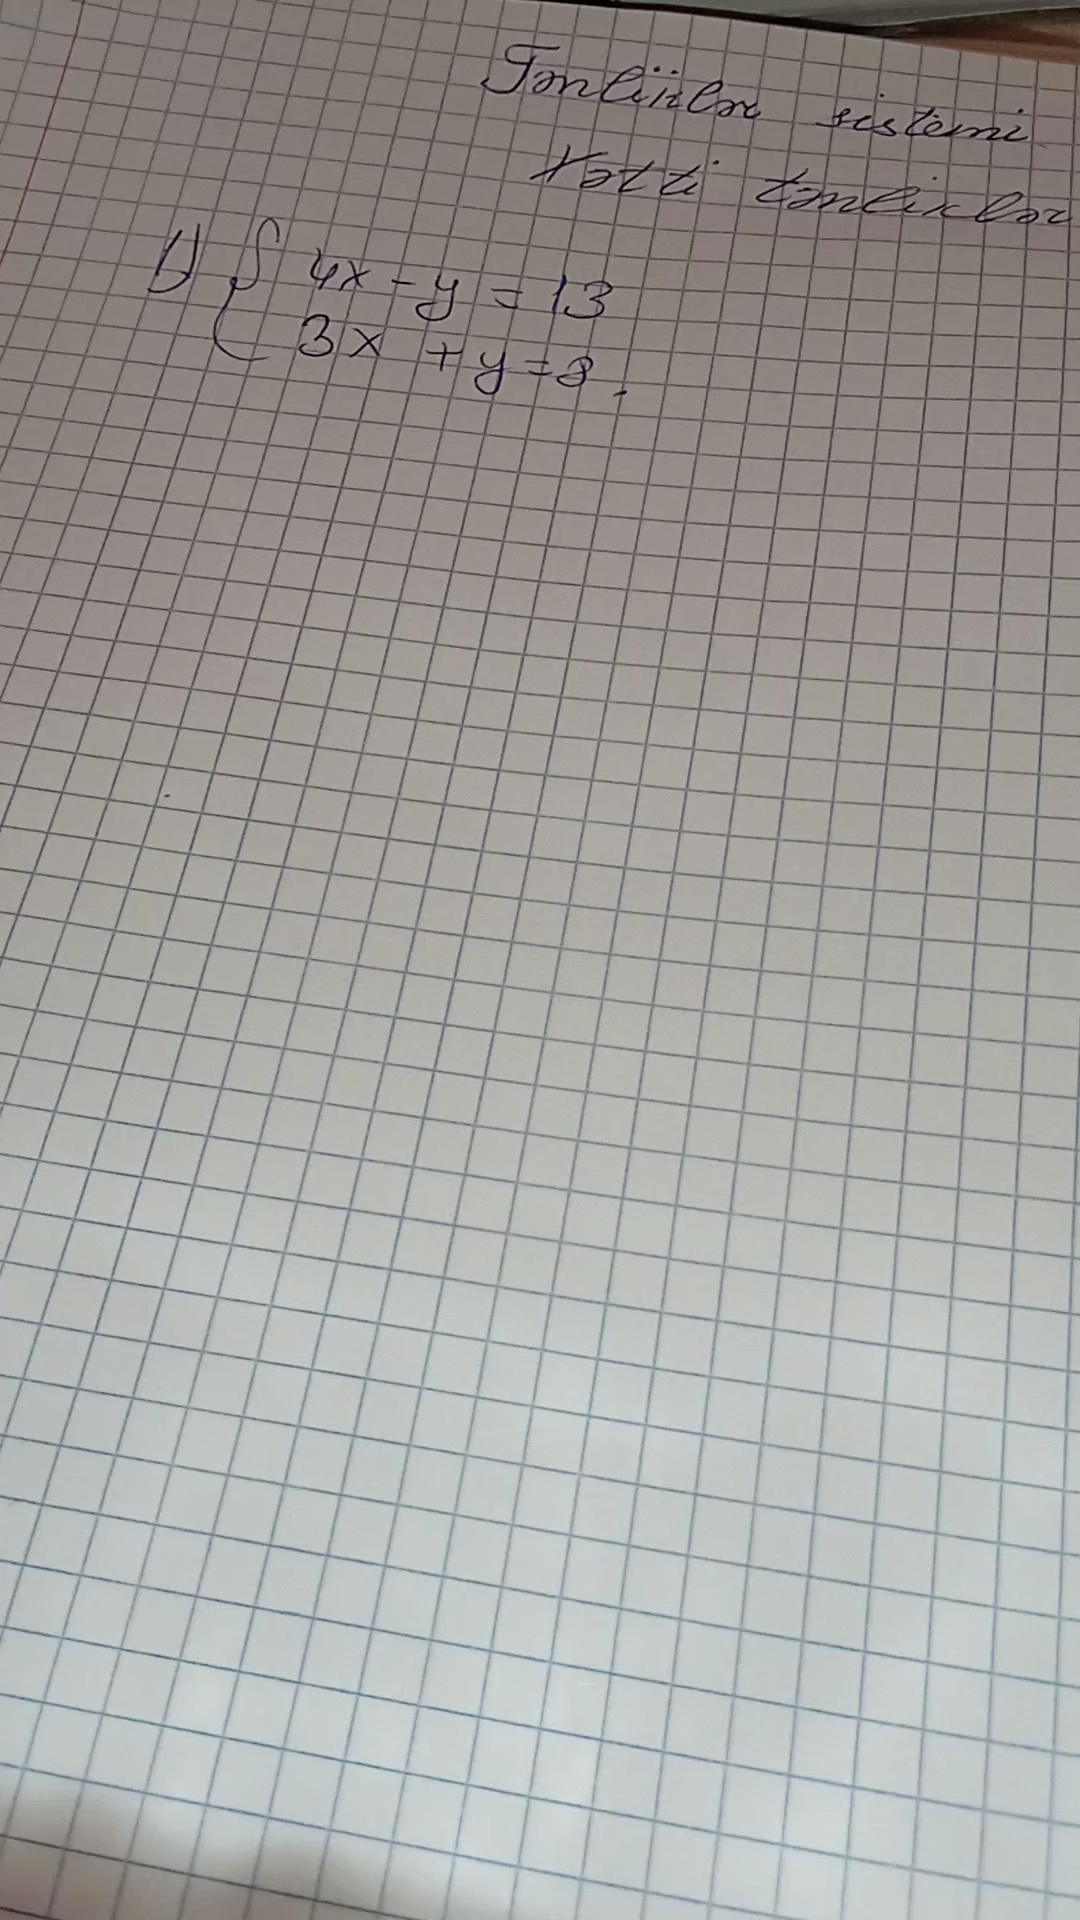 Tənliklər sistemi
Xətti tənliklər
1) { 4x - y = 13
3x + y = 8.